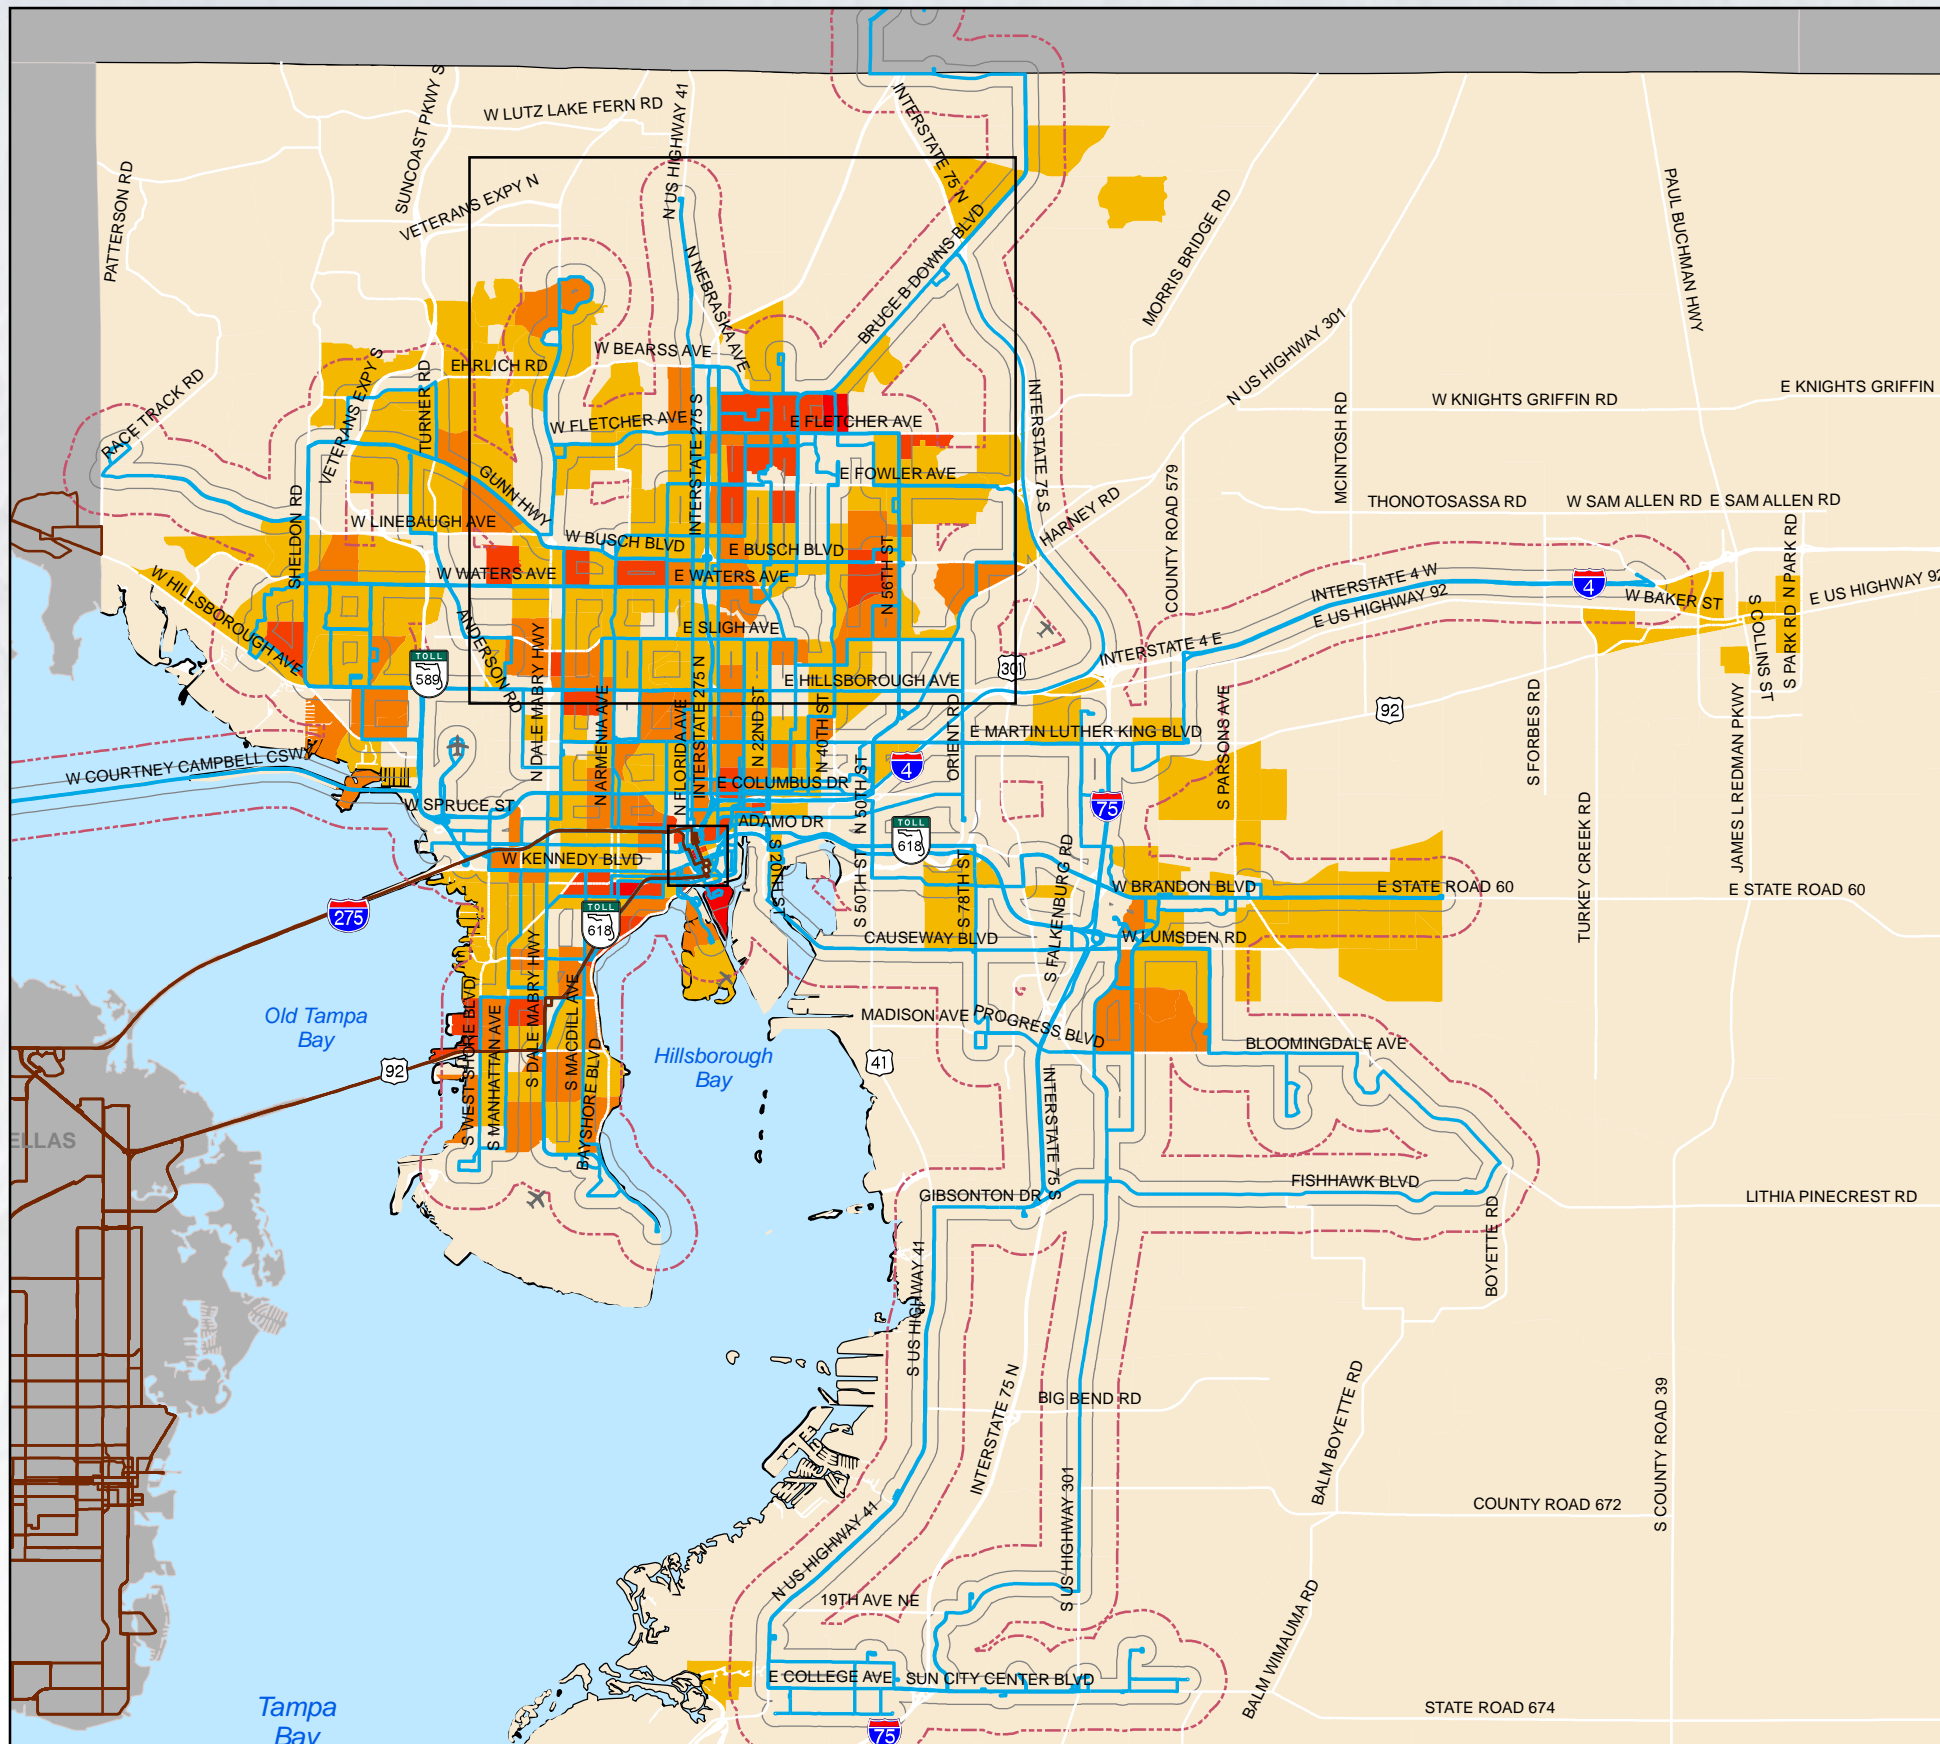 SUNCOAST PKWY S
W LUTZ LAKE FERN RD
N US HIGHWAY 41
INTERSTATE 75 N
PATTERSON RD
VETERANS EXPY N
PAUL BUCHMAN HWY
MORRIS BRIDGE RD
BRUCE B DOWNS BLVD
N NEBRASKA AVE
N US HIGHWAY 301
W BEARSS AVE
EHRLICH RD
VETERANS EXPY S
TURNER RD
RACE TRACK RD
E KNIGHTS GRIFFIN
W KNIGHTS GRIFFIN RD
MCINTOSH RD
INTERSTATE 75 S
W FLETCHER AVE
E FLETCHER AVE
INTERSTATE 275 S
E FOWLER AVE
GUNN HWY
COUNTY ROAD 579
HARNEY RD
THONOTOSASSA RD
W SAM ALLEN RD
E SAM ALLEN RD
N PARK RD
S PARK RD
SHELDON RD
W LINEBAUGH AVE
W BUSCH BLVD
E BUSCH BLVD
N 56TH ST
W WATERS AVE
E WATERS AVE
W HILLSBOROUGH AVE
INTERSTATE 4 W
E US HIGHWAY 92
4
W BAKER ST
E US HIGHWAY 92
S COLLINS ST
ANDERSON RD
E SLIGH AVE
N DALE MABRY HWY
INTERSTATE 4 E
301
TOLL
589
E HILLSBOROUGH AVE
N ARMENIA AVE
N FLORIDA AVE
INTERSTATE 275 N
N 22ND ST
N 40TH ST
ORIENT RD
S PARSONS AVE
92
S FORBES RD
JAMES L REDMAN PKWY
E MARTIN LUTHER KING BLVD
W COURTNEY CAMPBELL CSWY
4
E COLUMBUS DR
N 50TH ST
W SPRUCE ST
75
TURKEY CREEK RD
ADAMO DR
TOLL
618
W KENNEDY BLVD
S 20TH ST
S 50TH ST
S 78TH ST
S FALKENBURG RD
W BRANDON BLVD
E STATE ROAD 60
E STATE ROAD 60
275
TOLL
618
CAUSEWAY BLVD
W LUMSDEN RD
S WEST SHORE BLVD
S MANHATTAN AVE
S DALE MABRY HWY
S MACDILL AVE
BAYSHORE BLVD
Old Tampa
Bay
MADISON AVE
PROGRESS BLVD
BLOOMINGDALE AVE
Hillsborough
Bay
92
41
INTERSTATE 75 S
ELLAS
GIBSONTON DR
FISHHAWK BLVD
LITHIA PINECREST RD
BOYETTE RD
S US HIGHWAY 41
INTERSTATE 75 N
BIG BEND RD
BALM BOYETTE RD
S COUNTY ROAD 39
S US HIGHWAY 301
COUNTY ROAD 672
N US HIGHWAY 41
19TH AVE NE
BALM WIMAUMA RD
E COLLEGE AVE
SUN CITY CENTER BLVD
Tampa
Bay
STATE ROAD 674
75